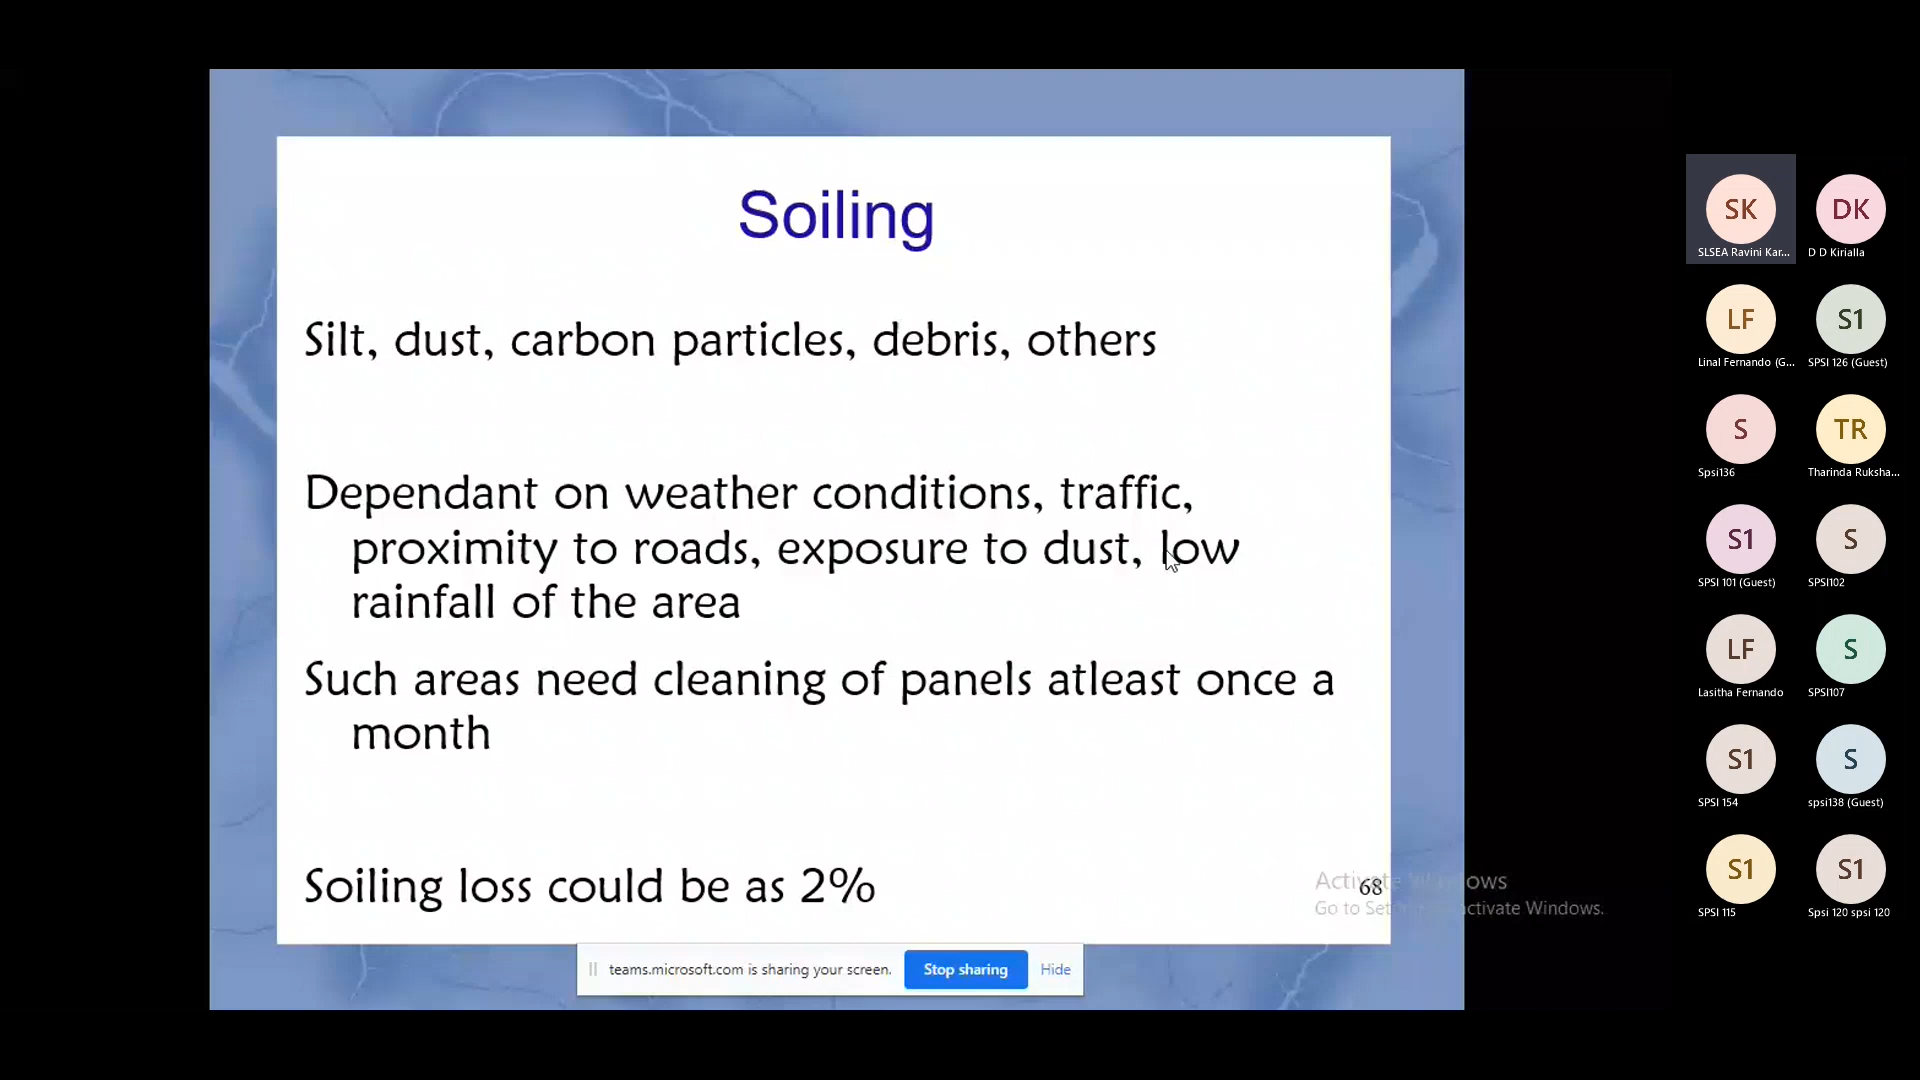 Soiling
Silt, dust, carbon particles, debris, others
Dependant on weather conditions, traffic,
proximity to roads, exposure to dust, low
rainfall of the area
Such areas need cleaning of panels atleast once a
month
Soiling loss could be as 2%
68
Activate Windows
Go to Settings to activate Windows.
teams.microsoft.com is sharing your screen.
Stop sharing
Hide
SK
SLSEA Ravini Kar...
DK
D D Kirialla
LF
Linal Fernando (G...
S1
SPSI 126 (Guest)
S
Spsi136
TR
Tharinda Ruksha...
S1
SPSI 101 (Guest)
S
SPSI102
LF
Lasitha Fernando
S
SPSI107
S1
SPSI 154
S
spsi138 (Guest)
S1
SPSI 115
S1
Spsi 120 spsi 120